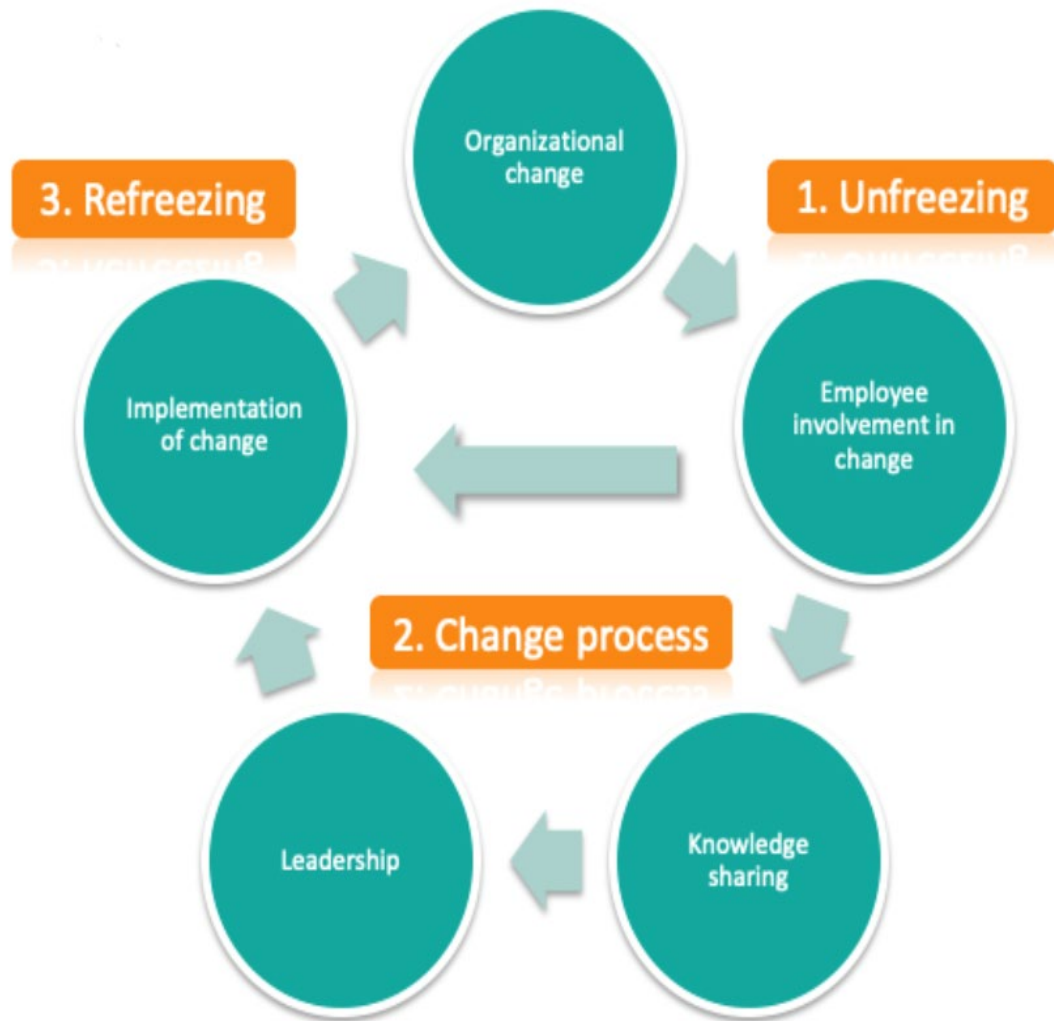 Organizational
change
3. Refreezing
1. Unfreezing
Implementation
of change
Employee
involvement in
change
2. Change process
Leadership
Knowledge
sharing